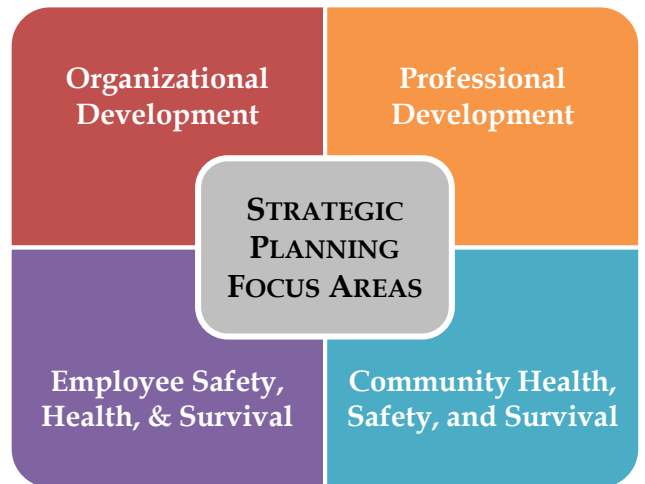 Organizational
Development
Professional
Development
STRATEGIC
PLANNING
FOCUS AREAS
Employee Safety,
Health, & Survival
Community Health,
Safety, and Survival